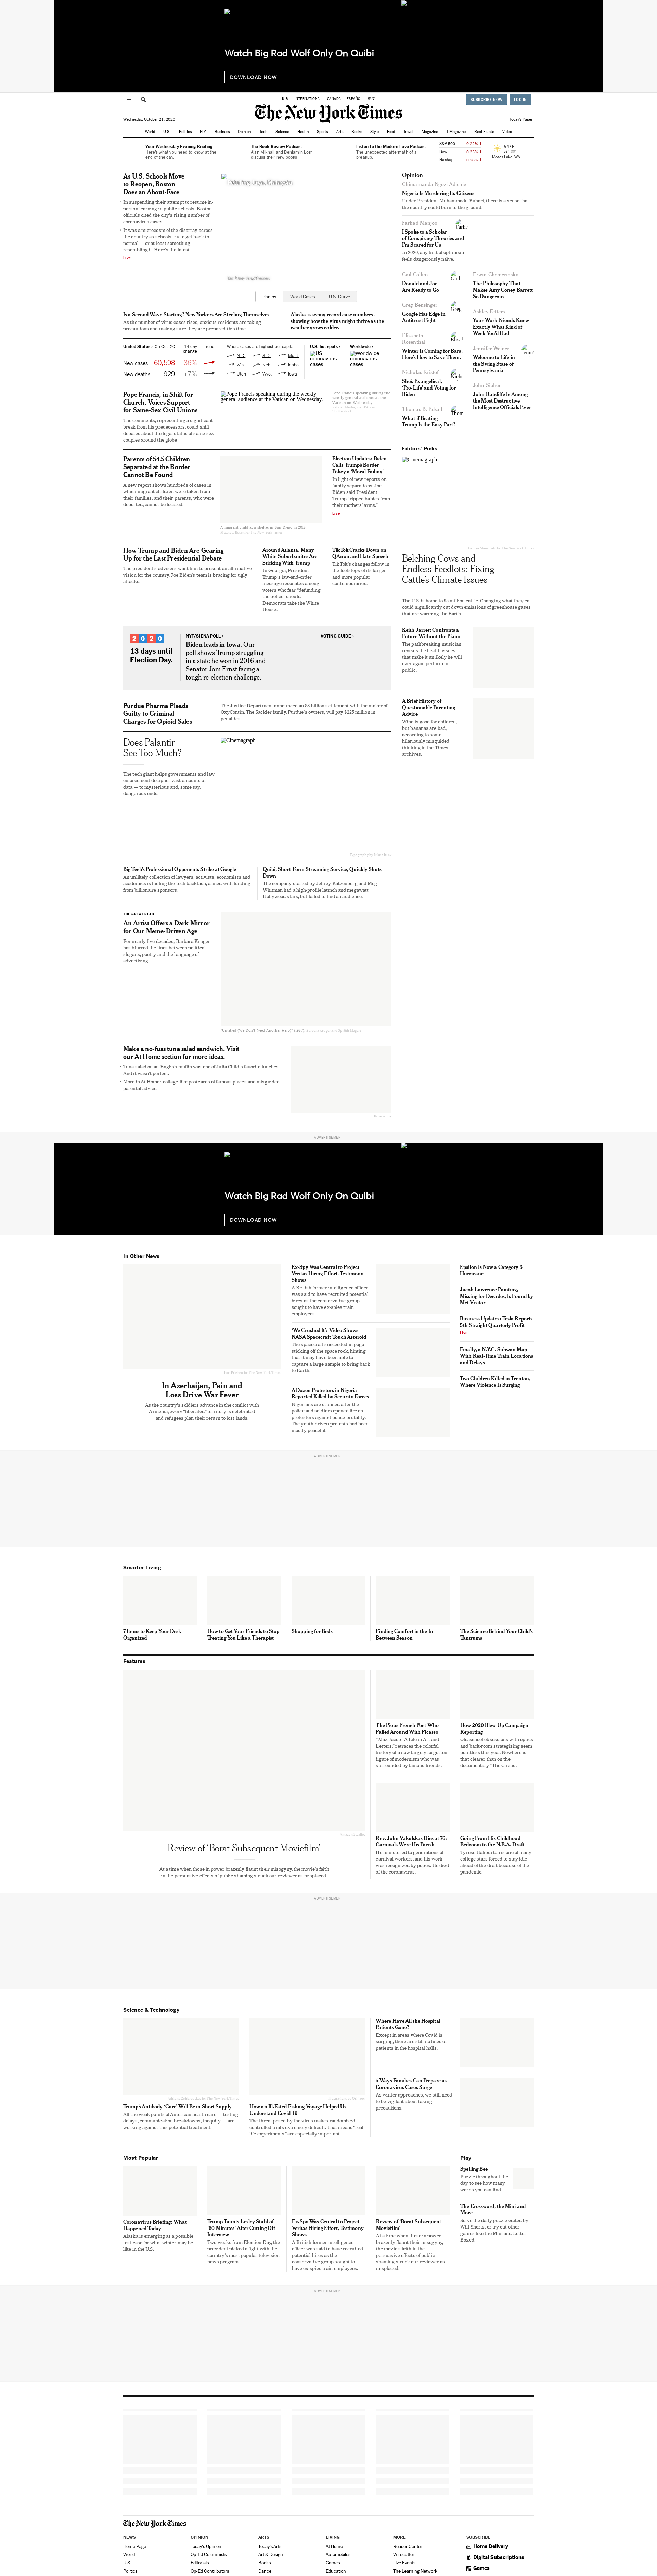 Watch Big Rad Wolf Only On Quibi
DOWNLOAD NOW
U.S.
INTERNATIONAL
CANADA
ESPAÑOL
中文
SUBSCRIBE NOW
LOG IN
The New York Times
Wednesday, October 21, 2020
Today's Paper
World U.S. Politics N.Y. Business Opinion Tech Science Health Sports Arts Books Style Food Travel Magazine T Magazine Real Estate Video
Your Wednesday Evening Briefing
Here's what you need to know at the end of the day.
The Book Review Podcast
Listen to the Modern Love Podcast
The unexpected aftermath of a breakup.
S&P 500 -0.22%
Dow -0.35%
Nasdaq -0.28%
54°F
Moses Lake, WA
As U.S. Schools Move
to Reopen, Boston
Does an About-Face
Live
Petaling Jaya, Malaysia
Photos
World Cases
U.S. Curve
Is a Second Wave Starting? New Yorkers Are Steeling Themselves
As the number of virus cases rises, anxious residents are taking
precautions and making sure they are prepared this time.
Alaska is seeing record case numbers,
showing how the virus might thrive as the
weather grows colder.
United States › On Oct. 20
14-day change
Trend
New cases 60,598 +36%
New deaths 929 +7%
Where cases are highest per capita
N.D. S.D. Mont.
Wis. Neb. Idaho
Utah Wyo. Iowa
U.S. hot spots ›
US coronavirus cases
Worldwide ›
Worldwide coronavirus cases
Pope Francis, in Shift for
Church, Voices Support
for Same-Sex Civil Unions
The comments, representing a significant
break from his predecessors, could shift
debates about the legal status of same-sex
couples around the globe.
Pope Francis speaking during the weekly general audience at the Vatican on Wednesday.
Parents of 545 Children
Separated at the Border
Cannot Be Found
A new report shows hundreds of cases in
which migrant children were taken from
their families, and their parents, who were
deported, cannot be located.
A migrant child at a shelter in San Diego in 2018.
Election Updates: Biden
Calls Trump's Border
Policy a 'Moral Failing'
In light of new reports on
family separations, Joe
Biden said President
Trump "ripped babies from
their mothers' arms."
Live
How Trump and Biden Are Gearing
Up for the Last Presidential Debate
The president's advisers want him to present an affirmative
vision for the country. Joe Biden's team is bracing for ugly
attacks.
Around Atlanta, Many
White Suburbanites Are
Sticking With Trump
In Georgia, President
Trump's law-and-order
message resonates among
voters who fear "defunding
the police" should
Democrats take the White
House.
TikTok Cracks Down on
QAnon and Hate Speech
TikTok's changes follow in
the footsteps of its larger
and more popular
contemporaries.
2020
13 days until
Election Day.
NYT/SIENA POLL ›
Biden leads in Iowa. Our
poll shows Trump struggling
in a state he won in 2016 and
Senator Joni Ernst facing a
tough re-election challenge.
VOTING GUIDE ›
Purdue Pharma Pleads
Guilty to Criminal
Charges for Opioid Sales
The Justice Department announced an $8 billion settlement with the maker of
OxyContin. The Sackler family, Purdue's owners, will pay $225 million in
penalties.
Does Palantir
See Too Much?
The tech giant helps governments and law
enforcement decipher vast amounts of
data — to mysterious and, some say,
dangerous ends.
Cinemagraph
Big Tech's Professional Opponents Strike at Google
An unlikely collection of lawyers, activists, economists and
academics is fueling the tech backlash, armed with funding
from billionaire sponsors.
Quibi, Short-Form Streaming Service, Quickly Shuts
Down
The company started by Jeffrey Katzenberg and Meg
Whitman had a high-profile launch and megawatt
Hollywood stars, but failed to find an audience.
THE GREAT READ
An Artist Offers a Dark Mirror
for Our Meme-Driven Age
For nearly five decades, Barbara Kruger
has blurred the lines between political
slogans, poetry and the language of
advertising.
Make a no-fuss tuna salad sandwich. Visit
our At Home section for more ideas.
Tuna salad on an English muffin was one of Julia Child's favorite lunches.
And it wasn't perfect.
More in At Home: collage-like postcards of famous places and misguided
parental advice.
Opinion
Chimamanda Ngozi Adichie
Nigeria Is Murdering Its Citizens
Under President Muhammadu Buhari, there is a sense that
the country could burn to the ground.
Farhad Manjoo
I Spoke to a Scholar
of Conspiracy Theories and
I'm Scared for Us
In 2020, any hint of optimism
feels dangerously naïve.
Gail Collins
Donald and Joe
Are Ready to Go
Greg Bensinger
Google Has Edge in
Antitrust Fight
Elisabeth
Rosenthal
Winter Is Coming for Bars.
Here's How to Save Them.
Nicholas Kristof
She's Evangelical,
'Pro-Life' and Voting for
Biden
Thomas B. Edsall
What if Beating
Trump Is the Easy Part?
Erwin Chemerinsky
The Philosophy That
Makes Amy Coney Barrett
So Dangerous
Ashley Fetters
Your Work Friends Knew
Exactly What Kind of
Week You'd Had
Jennifer Weiner
Welcome to Life in
the Swing State of
Pennsylvania
John Sipher
John Ratcliffe Is Among
the Most Destructive
Intelligence Officials Ever
Editors' Picks
Cinemagraph
Belching Cows and
Endless Feedlots: Fixing
Cattle's Climate Issues
The U.S. is home to 95 million cattle. Changing what they eat
could significantly cut down emissions of greenhouse gases
that are warming the Earth.
Keith Jarrett Confronts a
Future Without the Piano
The pathbreaking musician
reveals the health issues
that make it unlikely he will
ever again perform in
public.
A Brief History of
Questionable Parenting
Advice
Wine is good for children,
but bananas are bad,
according to some
hilariously misguided
thinking in the Times
archives.
ADVERTISEMENT
Watch Big Rad Wolf Only On Quibi
DOWNLOAD NOW
In Other News
In Azerbaijan, Pain and
Loss Drive War Fever
As the country's soldiers advance in the conflict with
Armenia, every "liberated" territory is celebrated
and refugees plan their return to lost lands.
Ex-Spy Was Central to Project
Veritas Hiring Effort, Testimony
Shows
A British former intelligence officer
was said to have recruited potential
hires as the conservative group
sought to have ex-spies train
employees.
'We Crushed It': Video Shows
NASA Spacecraft Touch Asteroid
The spacecraft succeeded in pogo-
sticking off the space rock, hinting
that it may have been able to
capture a large sample to bring back
to Earth.
A Dozen Protesters in Nigeria
Reported Killed by Security Forces
Nigerians are stunned after the
police and soldiers opened fire on
protesters against police brutality.
The youth-driven protests had been
mostly peaceful.
Epsilon Is Now a Category 3
Hurricane
Jacob Lawrence Painting,
Missing for Decades, Is Found by
Met Visitor
Business Updates: Tesla Reports
5th Straight Quarterly Profit
Live
Finally, a N.Y.C. Subway Map
With Real-Time Train Locations
and Delays
Two Children Killed in Trenton,
Where Violence Is Surging
ADVERTISEMENT
Smarter Living
7 Items to Keep Your Desk
Organized
How to Get Your Friends to Stop
Treating You Like a Therapist
Shopping for Beds
Finding Comfort in the In-
Between Season
The Science Behind Your Child's
Tantrums
Features
Review of 'Borat Subsequent Moviefilm'
At a time when those in power brazenly flaunt their misogyny, the movie's faith
in the persuasive effects of public shaming struck our reviewer as misplaced.
The Pious French Poet Who
Palled Around With Picasso
"Max Jacob: A Life in Art and
Letters," retraces the colorful
history of a now largely forgotten
figure of modernism who was
surrounded by famous friends.
How 2020 Blew Up Campaign
Reporting
Old-school obsessions with optics
and back-room strategizing seem
pointless this year. Nowhere is
that clearer than on the
documentary "The Circus."
Rev. John Vakulskas Dies at 76;
Carnivals Were His Parish
He ministered to generations of
carnival workers, and his work
was recognized by popes. He died
of the coronavirus.
Going From His Childhood
Bedroom to the N.B.A. Draft
Tyrese Haliburton is one of many
college stars forced to stay idle
ahead of the draft because of the
pandemic.
ADVERTISEMENT
Science & Technology
Trump's Antibody 'Cure' Will Be in Short Supply
All the weak points of American health care — testing
delays, communication breakdowns, inequity — are
working against this potential treatment.
How an Ill-Fated Fishing Voyage Helped Us
Understand Covid-19
The threat posed by the virus makes randomized
controlled trials extremely difficult. That means "real-
life experiments" are especially important.
Where Have All the Hospital
Patients Gone?
Except in areas where Covid is
surging, there are still no lines of
patients in the hospital halls.
5 Ways Families Can Prepare as
Coronavirus Cases Surge
As winter approaches, we still need
to be vigilant about taking
precautions.
Most Popular
Coronavirus Briefing: What
Happened Today
Alaska is emerging as a possible
test case for what winter may be
like in the U.S.
Trump Taunts Lesley Stahl of
'60 Minutes' After Cutting Off
Interview
Two weeks from Election Day, the
president picked a fight with the
country's most popular television
news program.
Ex-Spy Was Central to Project
Veritas Hiring Effort, Testimony
Shows
A British former intelligence
officer was said to have recruited
potential hires as the
conservative group sought to
have ex-spies train employees.
Review of 'Borat Subsequent
Moviefilm'
At a time when those in power
brazenly flaunt their misogyny,
the movie's faith in the
persuasive effects of public
shaming struck our reviewer as
misplaced.
Play
Spelling Bee
Puzzle throughout the
day to see how many
words you can find.
The Crossword, the Mini and
More
Solve the daily puzzle edited by
Will Shortz, or try out other
games like the Mini and Letter
Boxed.
ADVERTISEMENT
The New York Times
NEWS
Home Page
World
U.S.
Politics
OPINION
Today's Opinion
Op-Ed Columnists
Editorials
Op-Ed Contributors
ARTS
Today's Arts
Art & Design
Books
Dance
LIVING
At Home
Automobiles
Games
Education
MORE
Reader Center
Wirecutter
Live Events
The Learning Network
SUBSCRIBE
Home Delivery
Digital Subscriptions
Games